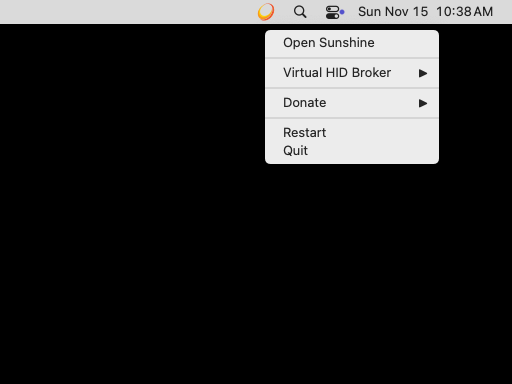 Sun Nov 15 10:38 AM
Open Sunshine
Virtual HID Broker
Donate
Restart
Quit